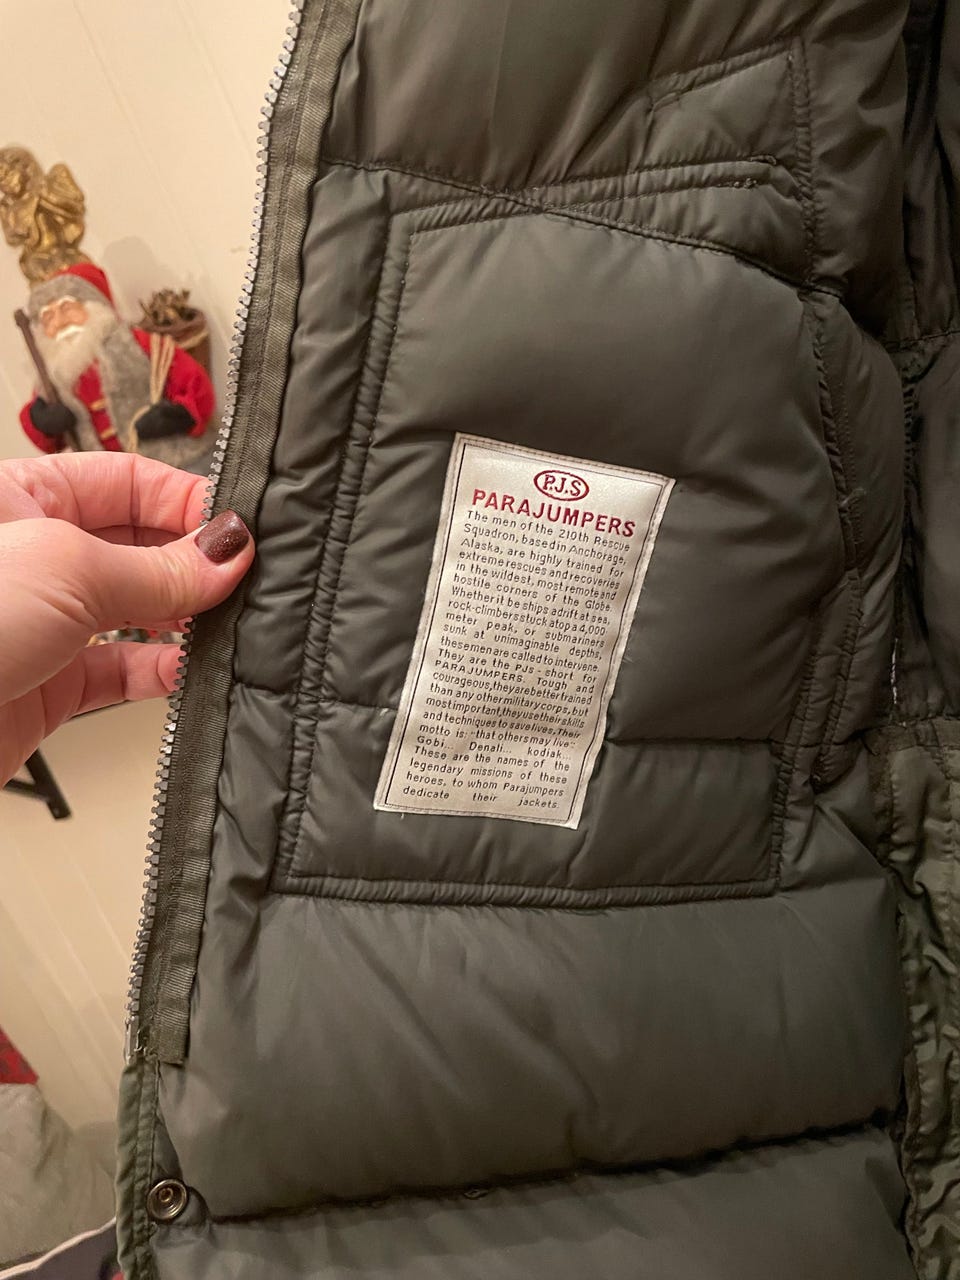 P.J.S
PARAJUMPERS
The men of the 210th Rescue
Squadron, based in Anchorage,
Alaska, are highly trained for
extreme rescues and recoveries
in the wildest, most remote and
hostile corners of the Globe.
Whether it be ships adrift at sea,
rock-climbers stuck atop a 4,000
meter peak, or submariners
sunk at unimaginable depths,
these men are called to intervene.
They are the PJs - short for
PARAJUMPERS. Tough and
courageous, they are better trained
than any other military corps, but
most important, they use their skills
and techniques to save lives. Their
motto is: "that others may live".
Gobi... Denali... kodiak...
These are the names of the
legendary missions of these
heroes, to whom Parajumpers
dedicate their jackets.